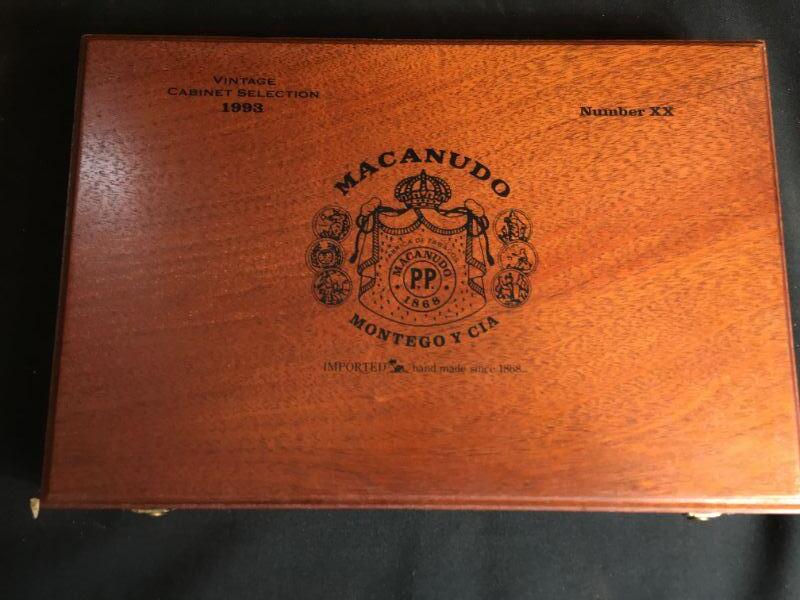 VINTAGE
CABINET SELECTION
1993
Number XX
MACANUDO
MACANUDO
P.P.
1868
MONTEGO Y CIA
IMPORTED hand made since 1868.